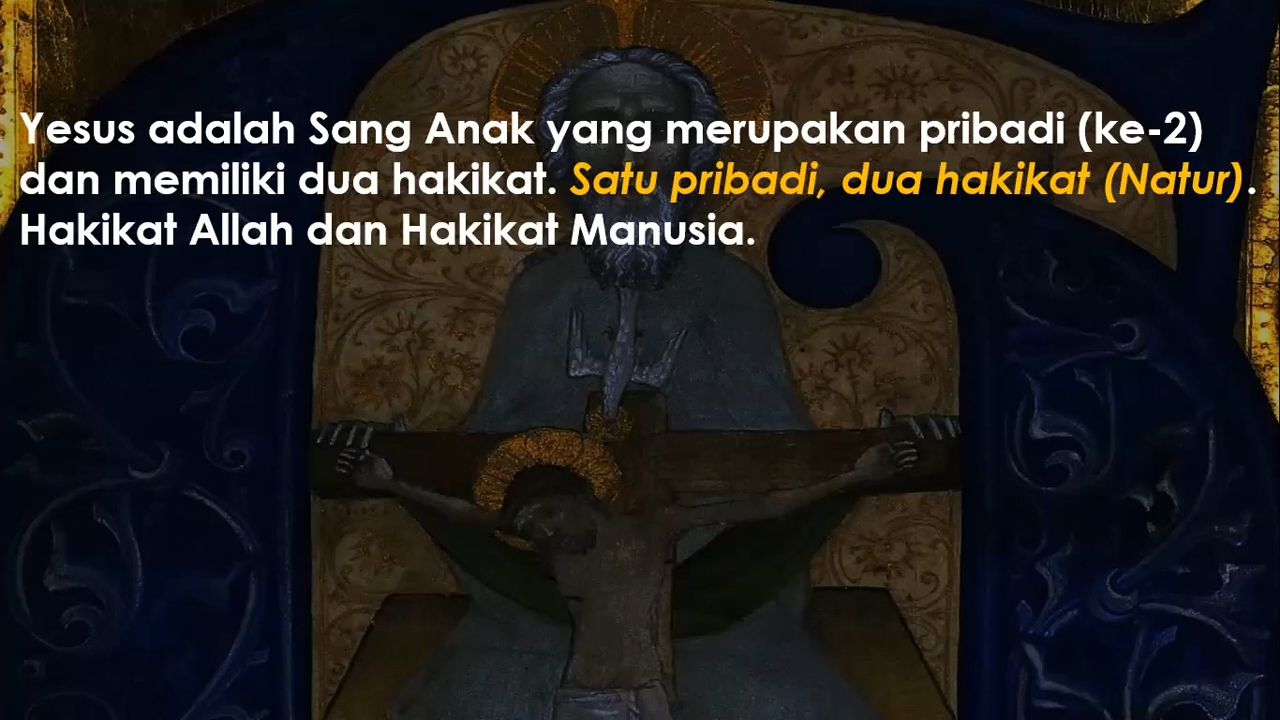 Yesus adalah Sang Anak yang merupakan pribadi (ke-2)
dan memiliki dua hakikat. Satu pribadi, dua hakikat (Natur).
Hakikat Allah dan Hakikat Manusia.